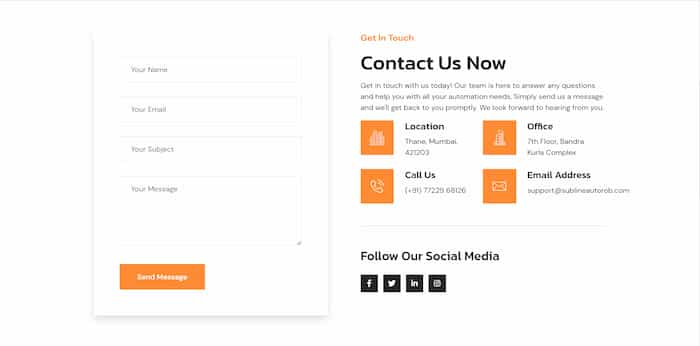 Your Name
Your Email
Your Subject
Your Message
Send Message
Get In Touch
Contact Us Now
Get in touch with us today! Our team is here to answer any questions
and help you with all your automation needs. Simply send us a message
and we'll get back to you promptly. We look forward to hearing from you.
Location
Thane, Mumbai,
421203
Office
7th Floor, Bandra
Kurla Complex
Call Us
(+91) 77229 68126
Email Address
support@sublineautorob.com
Follow Our Social Media